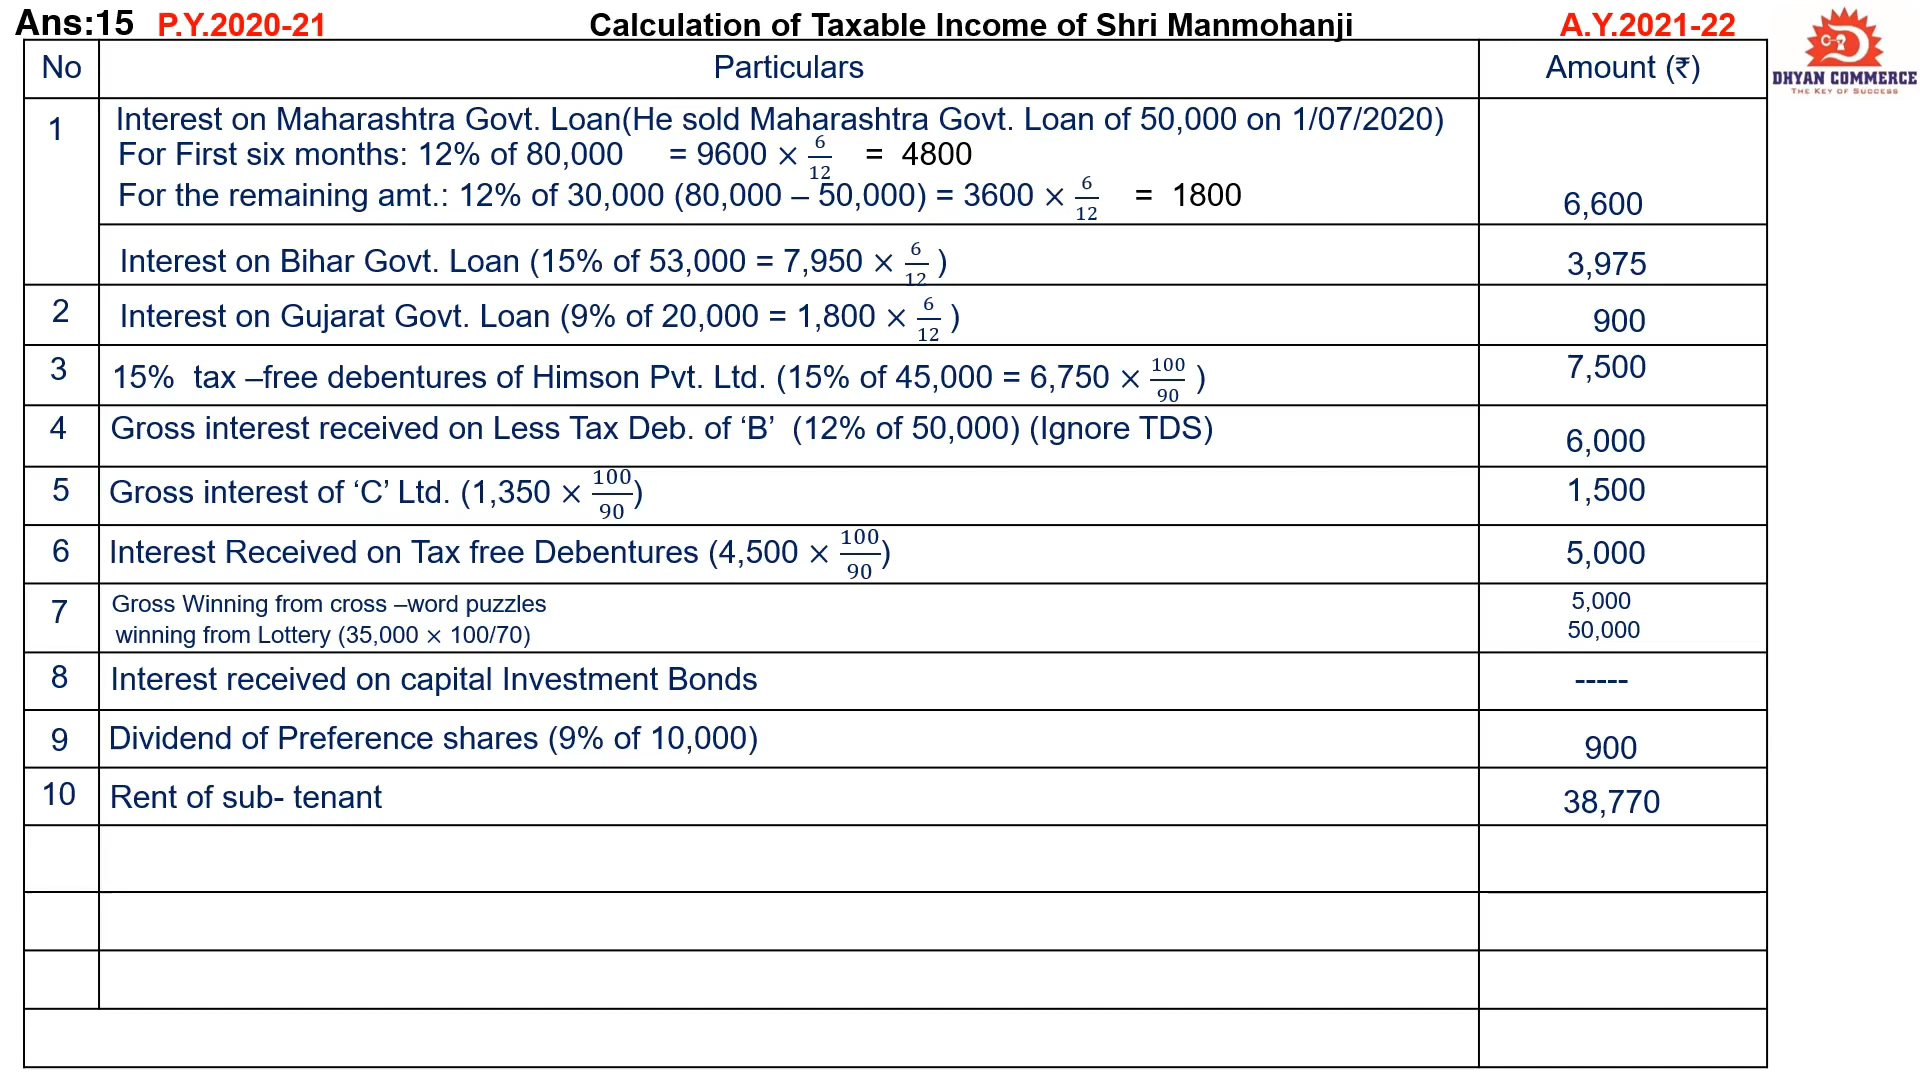 Ans:15 P.Y.2020-21 Calculation of Taxable Income of Shri Manmohanji A.Y.2021-22
DHYAN COMMERCE
THE KEY OF SUCCESS
No Particulars Amount (₹)
1 Interest on Maharashtra Govt. Loan(He sold Maharashtra Govt. Loan of 50,000 on 1/07/2020)
For First six months: 12% of 80,000 = 9600 × 6/12 = 4800
For the remaining amt.: 12% of 30,000 (80,000 – 50,000) = 3600 × 6/12 = 1800 6,600
Interest on Bihar Govt. Loan (15% of 53,000 = 7,950 × 6/12 ) 3,975
2 Interest on Gujarat Govt. Loan (9% of 20,000 = 1,800 × 6/12 ) 900
3 15% tax –free debentures of Himson Pvt. Ltd. (15% of 45,000 = 6,750 × 100/90 ) 7,500
4 Gross interest received on Less Tax Deb. of ‘B’ (12% of 50,000) (Ignore TDS) 6,000
5 Gross interest of ‘C’ Ltd. (1,350 × 100/90) 1,500
6 Interest Received on Tax free Debentures (4,500 × 100/90) 5,000
7 Gross Winning from cross –word puzzles 5,000
winning from Lottery (35,000 × 100/70) 50,000
8 Interest received on capital Investment Bonds -----
9 Dividend of Preference shares (9% of 10,000) 900
10 Rent of sub- tenant 38,770